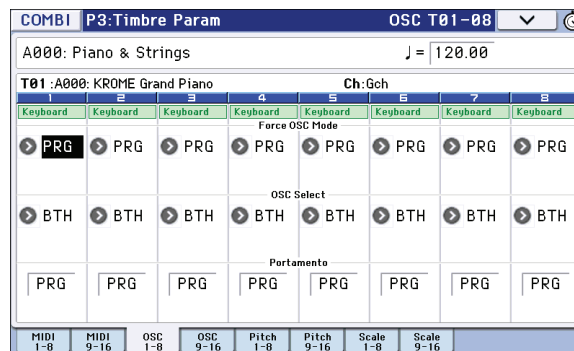 COMBI P3:Timbre Param OSC T01-08
A000: Piano & Strings ♩= 120.00
T01 :A000: KROME Grand Piano Ch:Gch
1 2 3 4 5 6 7 8
Keyboard Keyboard Keyboard Keyboard Keyboard Keyboard Keyboard Keyboard
Force OSC Mode
PRG PRG PRG PRG PRG PRG PRG PRG
OSC Select
BTH BTH BTH BTH BTH BTH BTH BTH
Portamento
PRG PRG PRG PRG PRG PRG PRG PRG
MIDI 1-8 MIDI 9-16 OSC 1-8 OSC 9-16 Pitch 1-8 Pitch 9-16 Scale 1-8 Scale 9-16